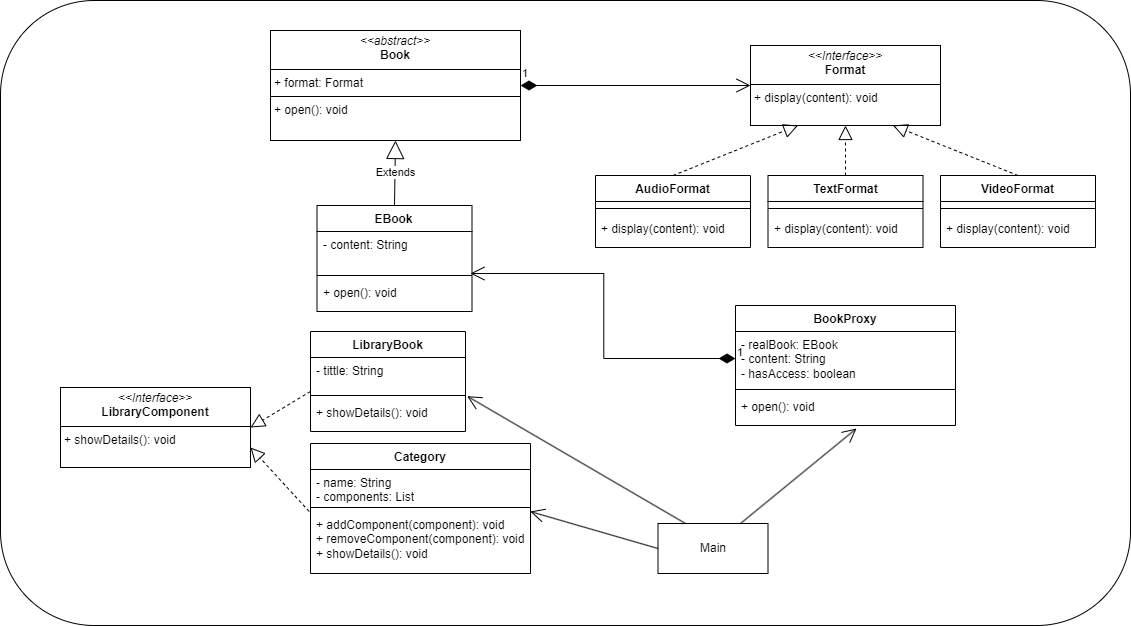 <<abstract>>
Book
+ format: Format
+ open(): void
1
<<Interface>>
Format
+ display(content): void
Extends
AudioFormat
+ display(content): void
TextFormat
+ display(content): void
VideoFormat
+ display(content): void
EBook
- content: String
+ open(): void
BookProxy
1
- realBook: EBook
- content: String
- hasAccess: boolean
+ open(): void
LibraryBook
- tittle: String
+ showDetails(): void
<<Interface>>
LibraryComponent
+ showDetails(): void
Category
- name: String
- components: List
+ addComponent(component): void
+ removeComponent(component): void
+ showDetails(): void
Main